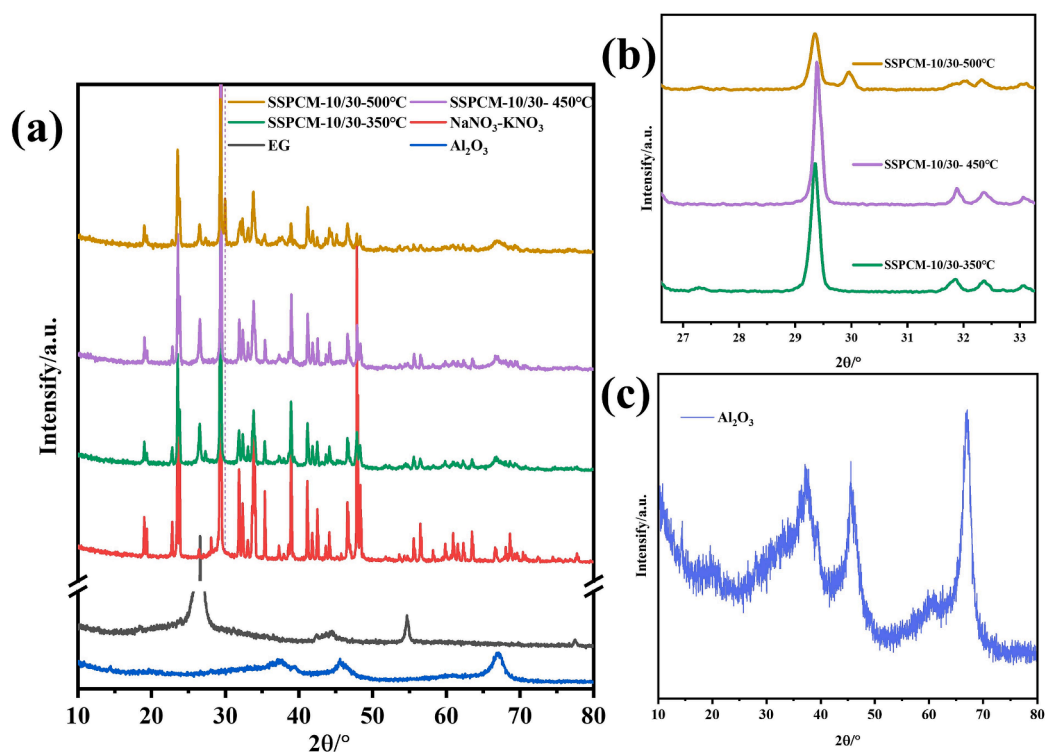 (a)
SSPCM-10/30-500°C SSPCM-10/30- 450°C
SSPCM-10/30-350°C NaNO₃-KNO₃
EG Al₂O₃
Intensify/a.u.
10 20 30 40 50 60 70 80
2θ/°
(b)
SSPCM-10/30-500°C
SSPCM-10/30- 450°C
SSPCM-10/30-350°C
Intensify/a.u.
27 28 29 30 31 32 33
2θ/°
(c)
Al₂O₃
Intensify/a.u.
10 20 30 40 50 60 70 80
2θ/°